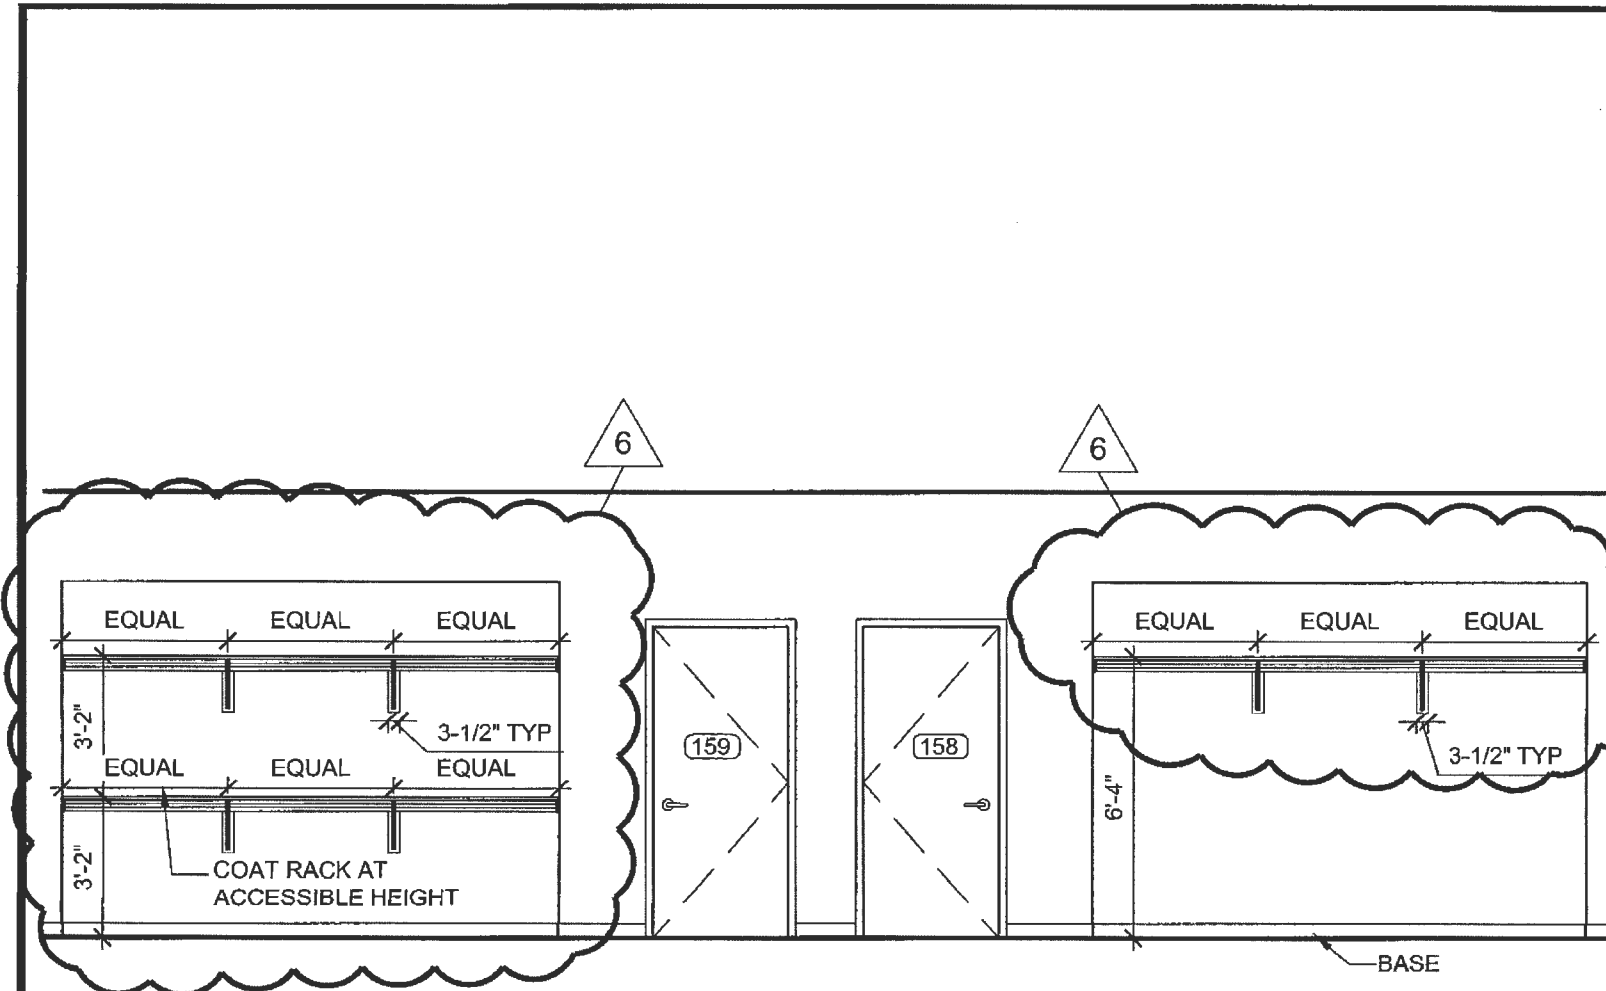 6
6
EQUAL EQUAL EQUAL
EQUAL EQUAL EQUAL
3'-2"
3-1/2" TYP
159
158
3-1/2" TYP
EQUAL EQUAL EQUAL
6'-4"
3'-2"
COAT RACK AT
ACCESSIBLE HEIGHT
BASE